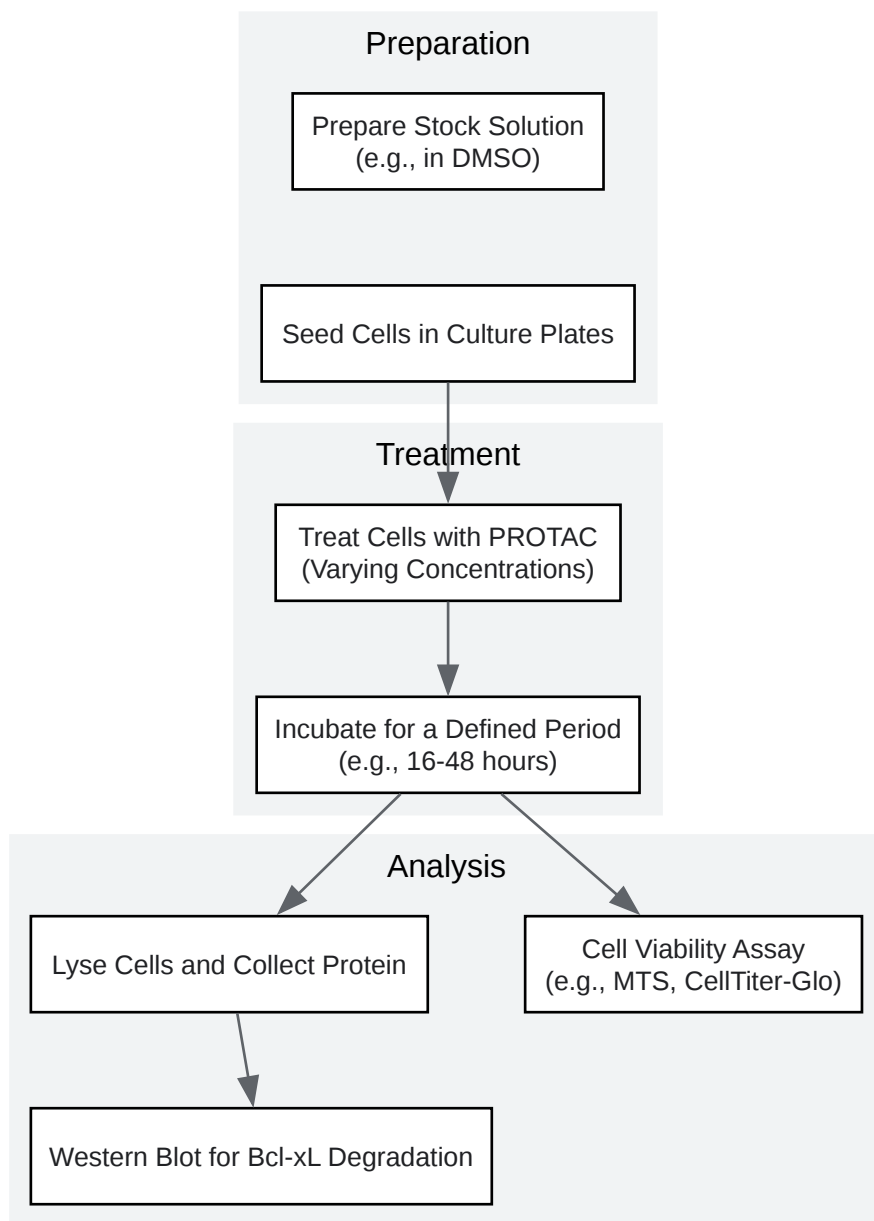 Preparation
Prepare Stock Solution
(e.g., in DMSO)
Seed Cells in Culture Plates
Treatment
Treat Cells with PROTAC
(Varying Concentrations)
Incubate for a Defined Period
(e.g., 16-48 hours)
Analysis
Lyse Cells and Collect Protein
Cell Viability Assay
(e.g., MTS, CellTiter-Glo)
Western Blot for Bcl-xL Degradation